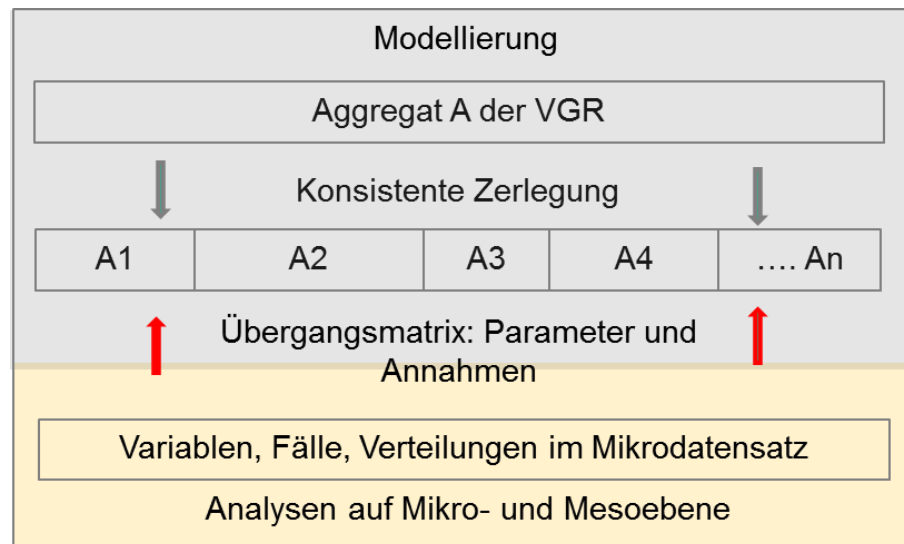 Modellierung
Aggregat A der VGR
Konsistente Zerlegung
A1 A2 A3 A4 …. An
Übergangsmatrix: Parameter und
Annahmen
Variablen, Fälle, Verteilungen im Mikrodatensatz
Analysen auf Mikro- und Mesoebene